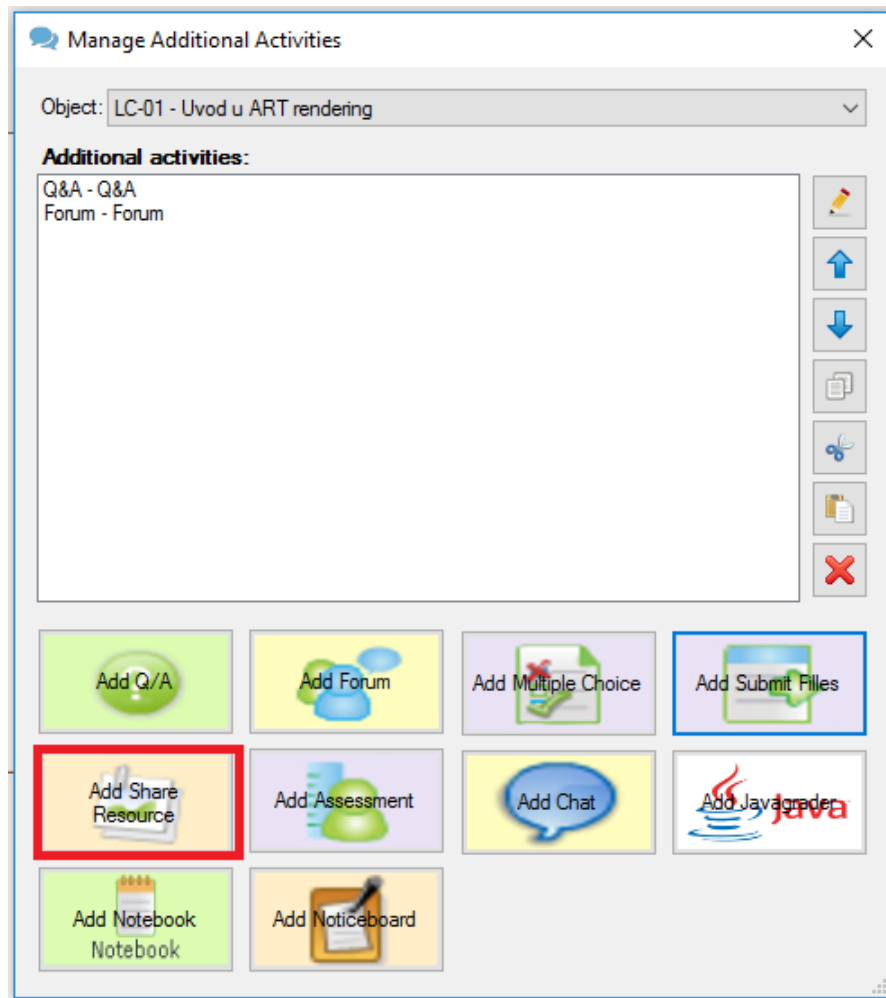 Manage Additional Activities
Object: LC-01 - Uvod u ART rendering
Additional activities:
Q&A - Q&A
Forum - Forum
Add Q/A
Add Forum
Add Multiple Choice
Add Submit Filles
Add Share
Resource
Add Assessment
Add Chat
Add Javagrader
Java
Add Notebook
Notebook
Add Noticeboard